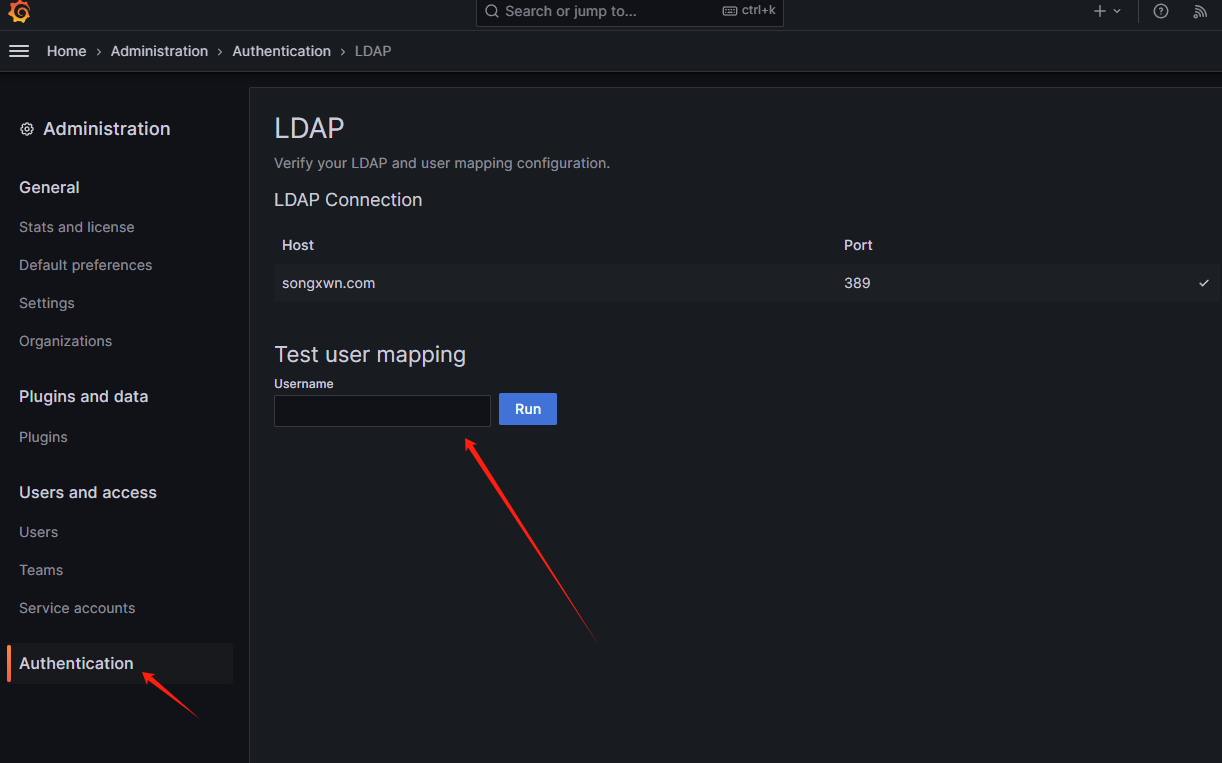 Search or jump to... ctrl+k
Home › Administration › Authentication › LDAP
Administration
General
Stats and license
Default preferences
Settings
Organizations
Plugins and data
Plugins
Users and access
Users
Teams
Service accounts
Authentication
LDAP
Verify your LDAP and user mapping configuration.
LDAP Connection
Host Port
songxwn.com 389
Test user mapping
Username
Run